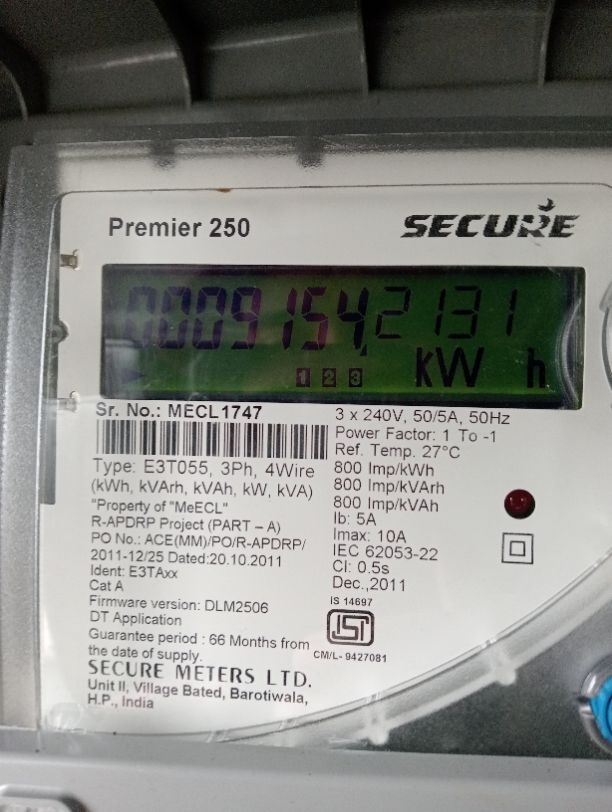 Premier 250
SECURE
0009154.2131
1 2 3
kW h
Sr. No.: MECL1747
Type: E3T055, 3Ph, 4Wire
(kWh, kVArh, kVAh, kW, kVA)
"Property of "MeECL"
R-APDRP Project (PART – A)
PO No.: ACE(MM)/PO/R-APDRP/
2011-12/25 Dated:20.10.2011
Ident: E3TAxx
Cat A
Firmware version: DLM2506
DT Application
Guarantee period : 66 Months from
the date of supply.
SECURE METERS LTD.
Unit II, Village Bated, Barotiwala,
H.P., India
3 x 240V, 50/5A, 50Hz
Power Factor: 1 To -1
Ref. Temp. 27°C
800 Imp/kWh
800 Imp/kVArh
800 Imp/kVAh
Ib: 5A
Imax: 10A
IEC 62053-22
Cl: 0.5s
Dec.,2011
IS 14697
ISI
CM/L- 9427081